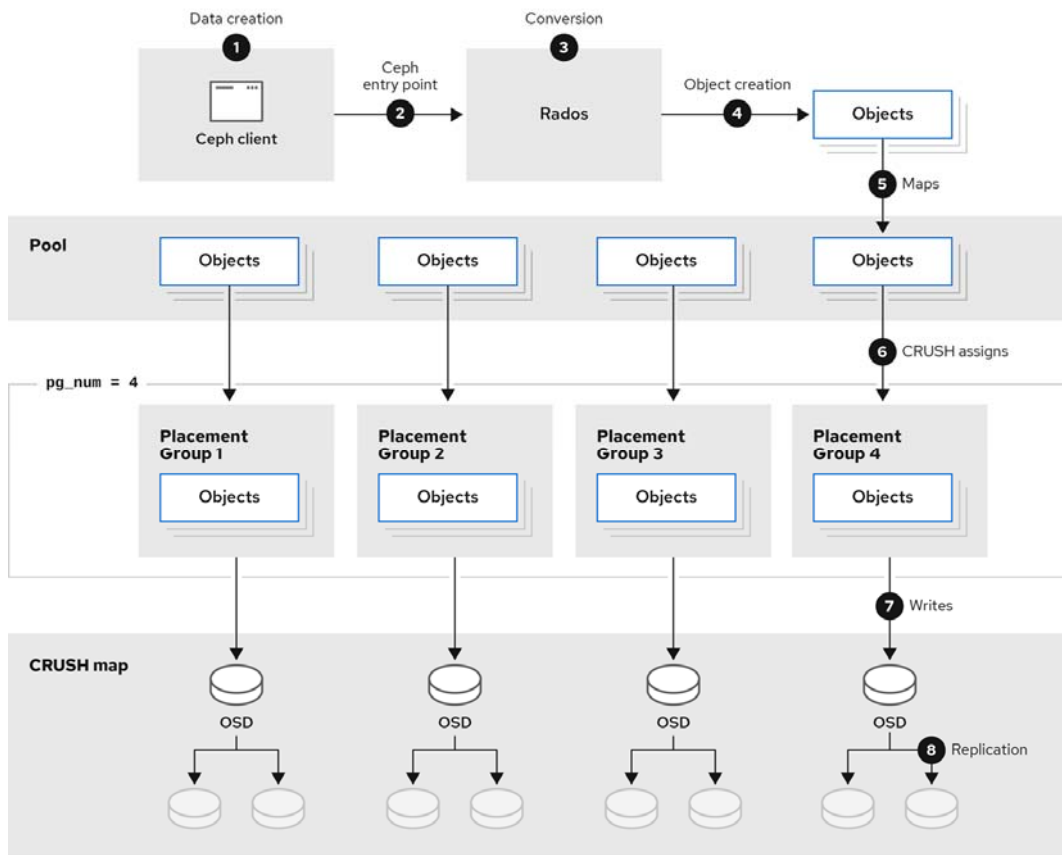 Data creation
1
Ceph client
Ceph
entry point
2
Conversion
3
Rados
Object creation
4
Objects
5 Maps
Pool
Objects
Objects
Objects
Objects
6 CRUSH assigns
pg_num = 4
Placement
Group 1
Objects
Placement
Group 2
Objects
Placement
Group 3
Objects
Placement
Group 4
Objects
7 Writes
CRUSH map
OSD
OSD
OSD
OSD
8 Replication